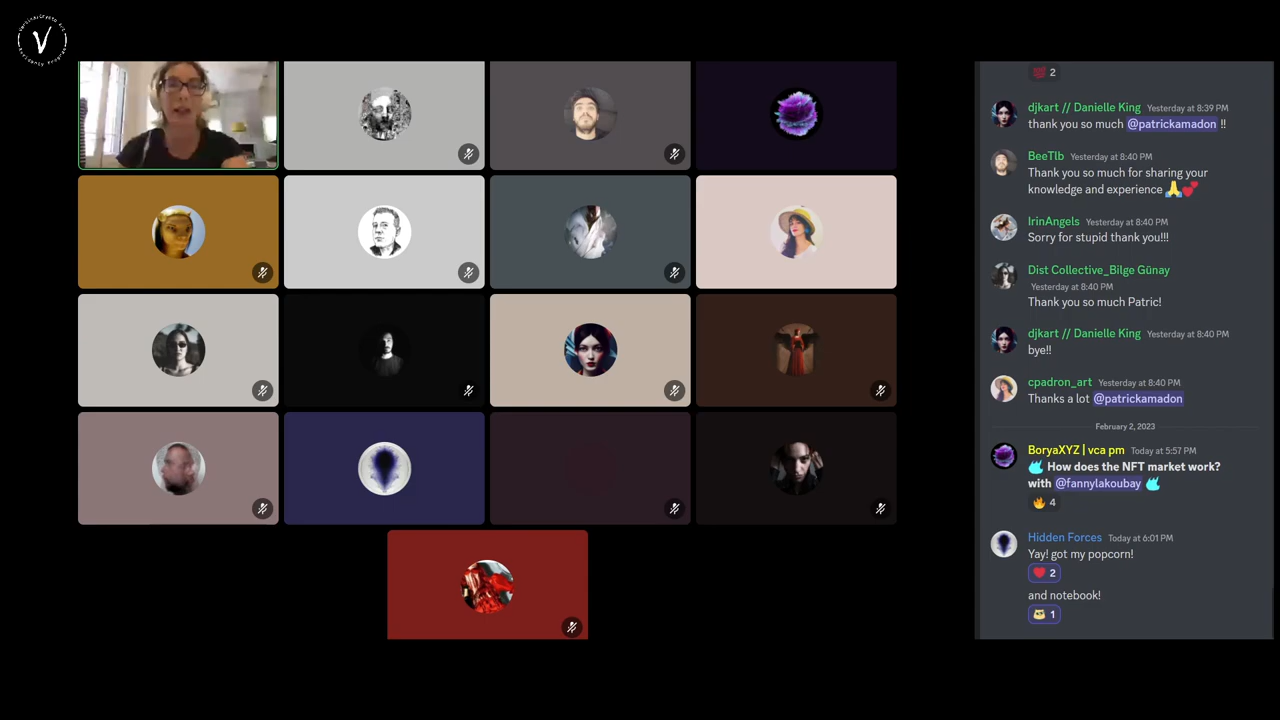 VerticalCrypto Art
V
Residency Program
2
djkart // Danielle King Yesterday at 8:39 PM
thank you so much @patrickamadon !!
BeeTlb Yesterday at 8:40 PM
Thank you so much for sharing your
knowledge and experience 🙏💕
IrinAngels Yesterday at 8:40 PM
Sorry for stupid thank you!!!
Dist Collective_Bilge Günay
Yesterday at 8:40 PM
Thank you so much Patric!
djkart // Danielle King Yesterday at 8:40 PM
bye!!
cpadron_art Yesterday at 8:40 PM
Thanks a lot @patrickamadon
February 2, 2023
BoryaXYZ | vca pm Today at 5:57 PM
How does the NFT market work?
with @fannylakoubay
🔥 4
Hidden Forces Today at 6:01 PM
Yay! got my popcorn!
❤️ 2
and notebook!
1